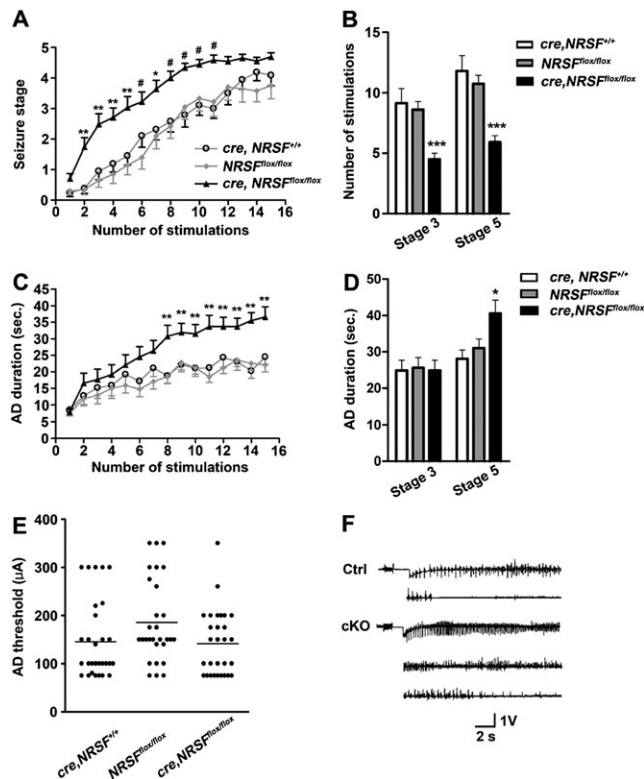 A
Seizure stage
5
4
3
2
1
0
** ** ** ** # * # # # #
cre, NRSF+/+
NRSFflox/flox
cre, NRSFflox/flox
0 2 4 6 8 10 12 14 16
Number of stimulations
B
Number of stimulations
15
10
5
0
*** ***
cre,NRSF+/+
NRSFflox/flox
cre,NRSFflox/flox
Stage 3 Stage 5
C
AD duration (sec.)
45
40
35
30
25
20
15
10
5
0
** ** ** ** ** ** ** **
0 2 4 6 8 10 12 14 16
Number of stimulations
D
AD duration (sec.)
60
40
20
0
*
cre, NRSF+/+
NRSFflox/flox
cre,NRSFflox/flox
Stage 3 Stage 5
E
AD threshold (µA)
400
300
200
100
0
cre,NRSF+/+
NRSFflox/flox
cre,NRSFflox/flox
F
Ctrl
cKO
1V
2 s